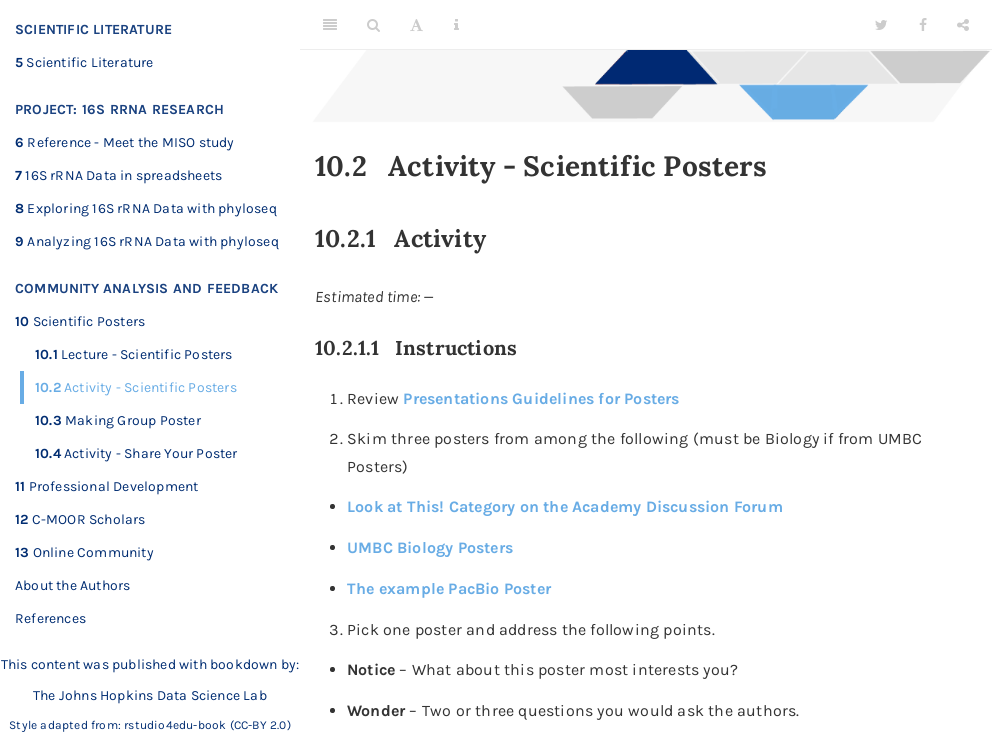 SCIENTIFIC LITERATURE
5 Scientific Literature
PROJECT: 16S RRNA RESEARCH
6 Reference - Meet the MISO study
7 16S rRNA Data in spreadsheets
8 Exploring 16S rRNA Data with phyloseq
9 Analyzing 16S rRNA Data with phyloseq
COMMUNITY ANALYSIS AND FEEDBACK
10 Scientific Posters
10.1 Lecture - Scientific Posters
10.2 Activity - Scientific Posters
10.3 Making Group Poster
10.4 Activity - Share Your Poster
11 Professional Development
12 C-MOOR Scholars
13 Online Community
About the Authors
References
This content was published with bookdown by:
The Johns Hopkins Data Science Lab
Style adapted from: rstudio4edu-book (CC-BY 2.0)
10.2 Activity - Scientific Posters
10.2.1 Activity
Estimated time: —
10.2.1.1 Instructions
1. Review Presentations Guidelines for Posters
2. Skim three posters from among the following (must be Biology if from UMBC
Posters)
• Look at This! Category on the Academy Discussion Forum
• UMBC Biology Posters
• The example PacBio Poster
3. Pick one poster and address the following points.
• Notice – What about this poster most interests you?
• Wonder – Two or three questions you would ask the authors.